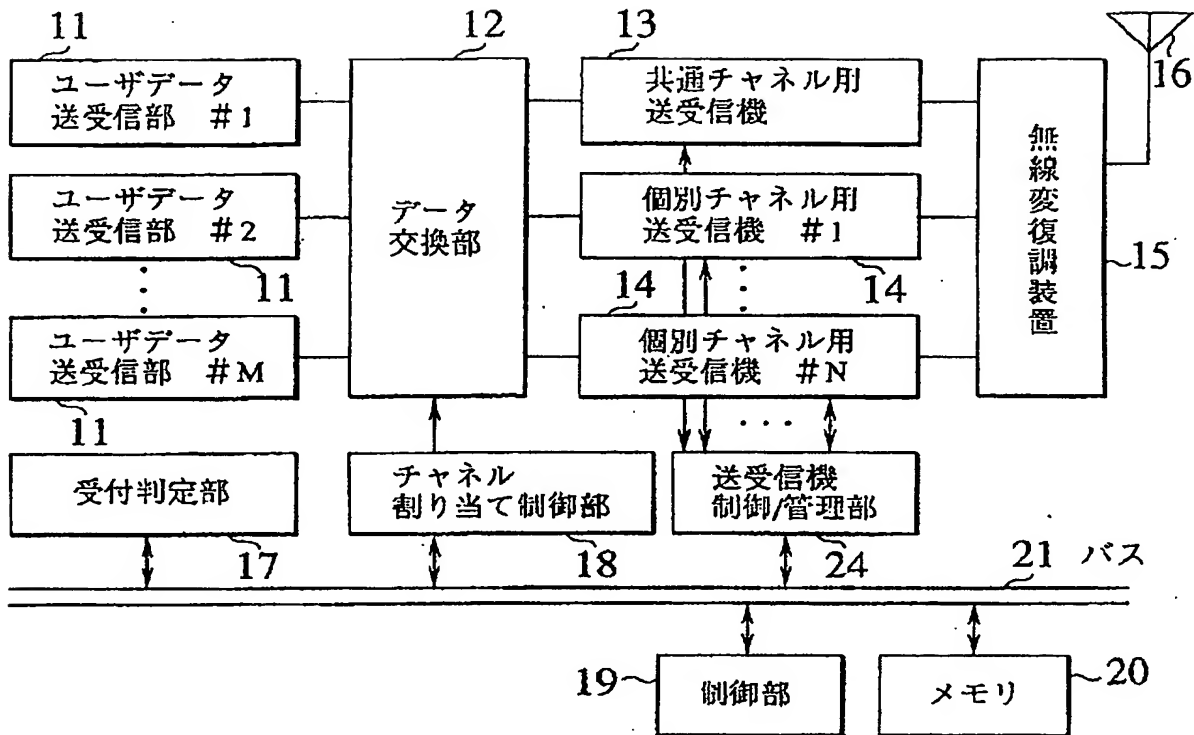 11
ユーザデータ
送受信部 #1
12
データ
交換部
13
共通チャネル用
送受信機
16
無線変復調装置
15
ユーザデータ
送受信部 #2
11
個別チャネル用
送受信機 #1
14
ユーザデータ
送受信部 #M
11
14
個別チャネル用
送受信機 #N
受付判定部
17
チャネル
割り当て制御部
18
送受信機
制御/管理部
24
21 バス
19
制御部
メモリ
20